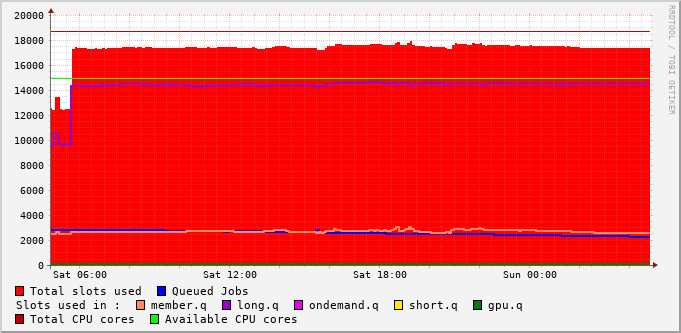 20000
18000
16000
14000
12000
10000
8000
6000
4000
2000
0
Sat 06:00 Sat 12:00 Sat 18:00 Sun 00:00
Total slots used Queued Jobs
Slots used in : member.q long.q ondemand.q short.q gpu.q
Total CPU cores Available CPU cores
RRDTOOL / TOBI OETIKER